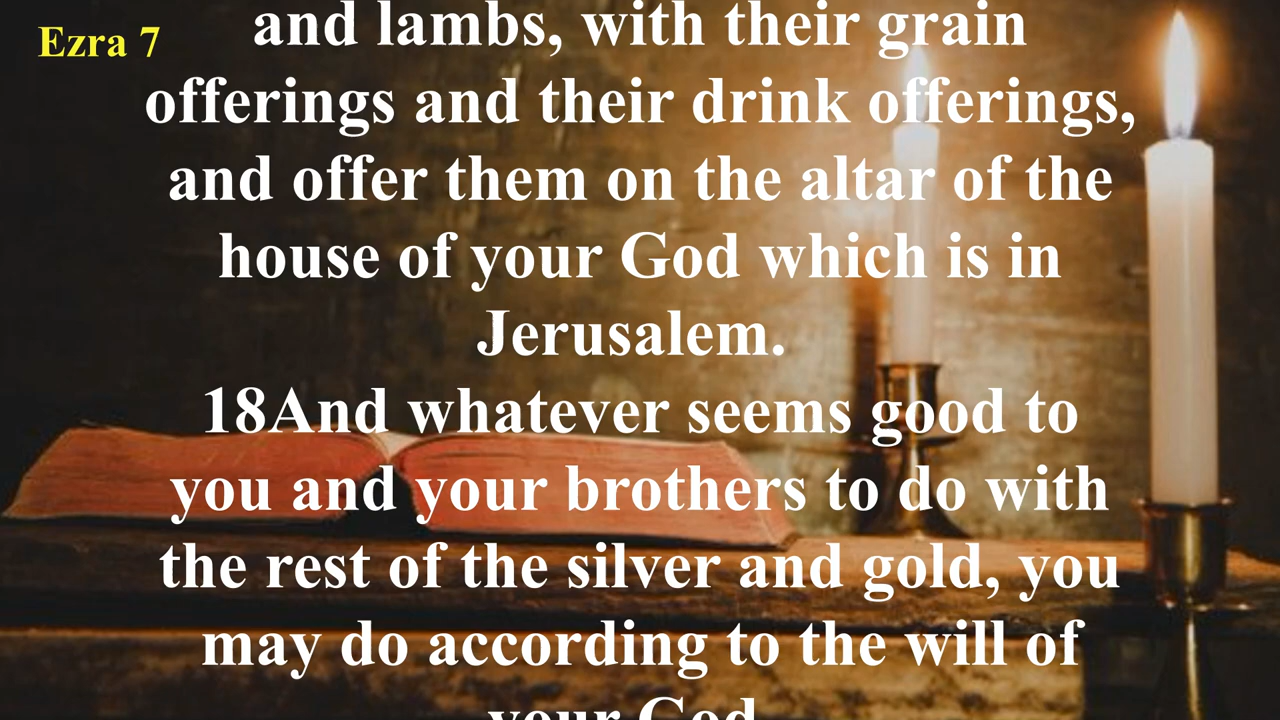 Ezra 7
and lambs, with their grain
offerings and their drink offerings,
and offer them on the altar of the
house of your God which is in
Jerusalem.
18And whatever seems good to
you and your brothers to do with
the rest of the silver and gold, you
may do according to the will of
your God.